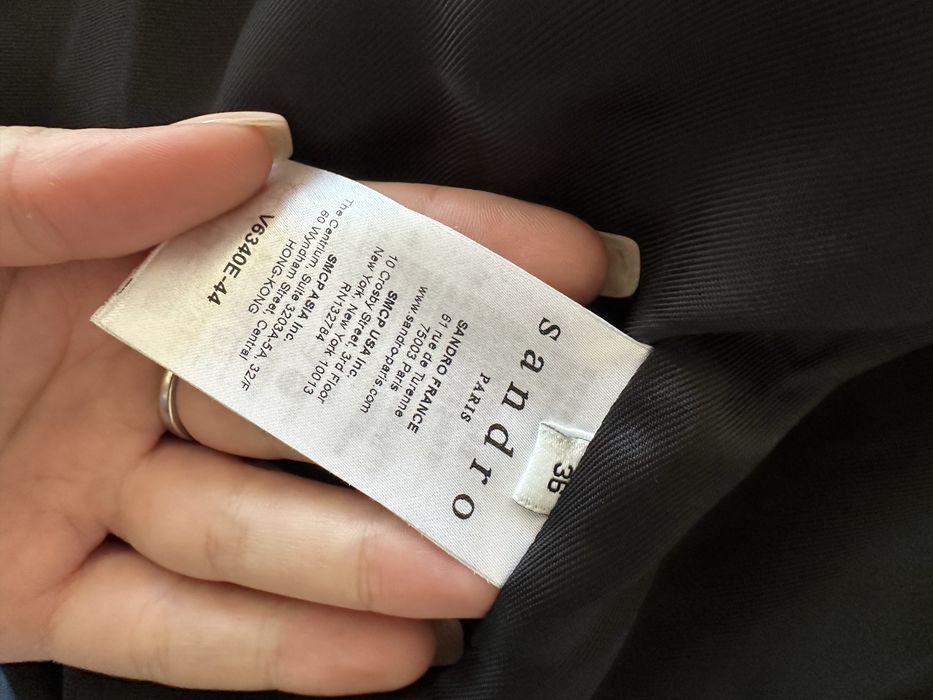 36
sandro
PARIS
SANDRO FRANCE
61 rue de Turenne
75003 Paris
www.sandro-paris.com
SMCP USA Inc.
10 Crosby Street, 3rd Floor
New York, New York 10013
RN132784
SMCP ASIA Inc.
The Centrium, Suite 3203A-5A, 32/F
60 Wyndham Street, Central
HONG-KONG
V6340E-44